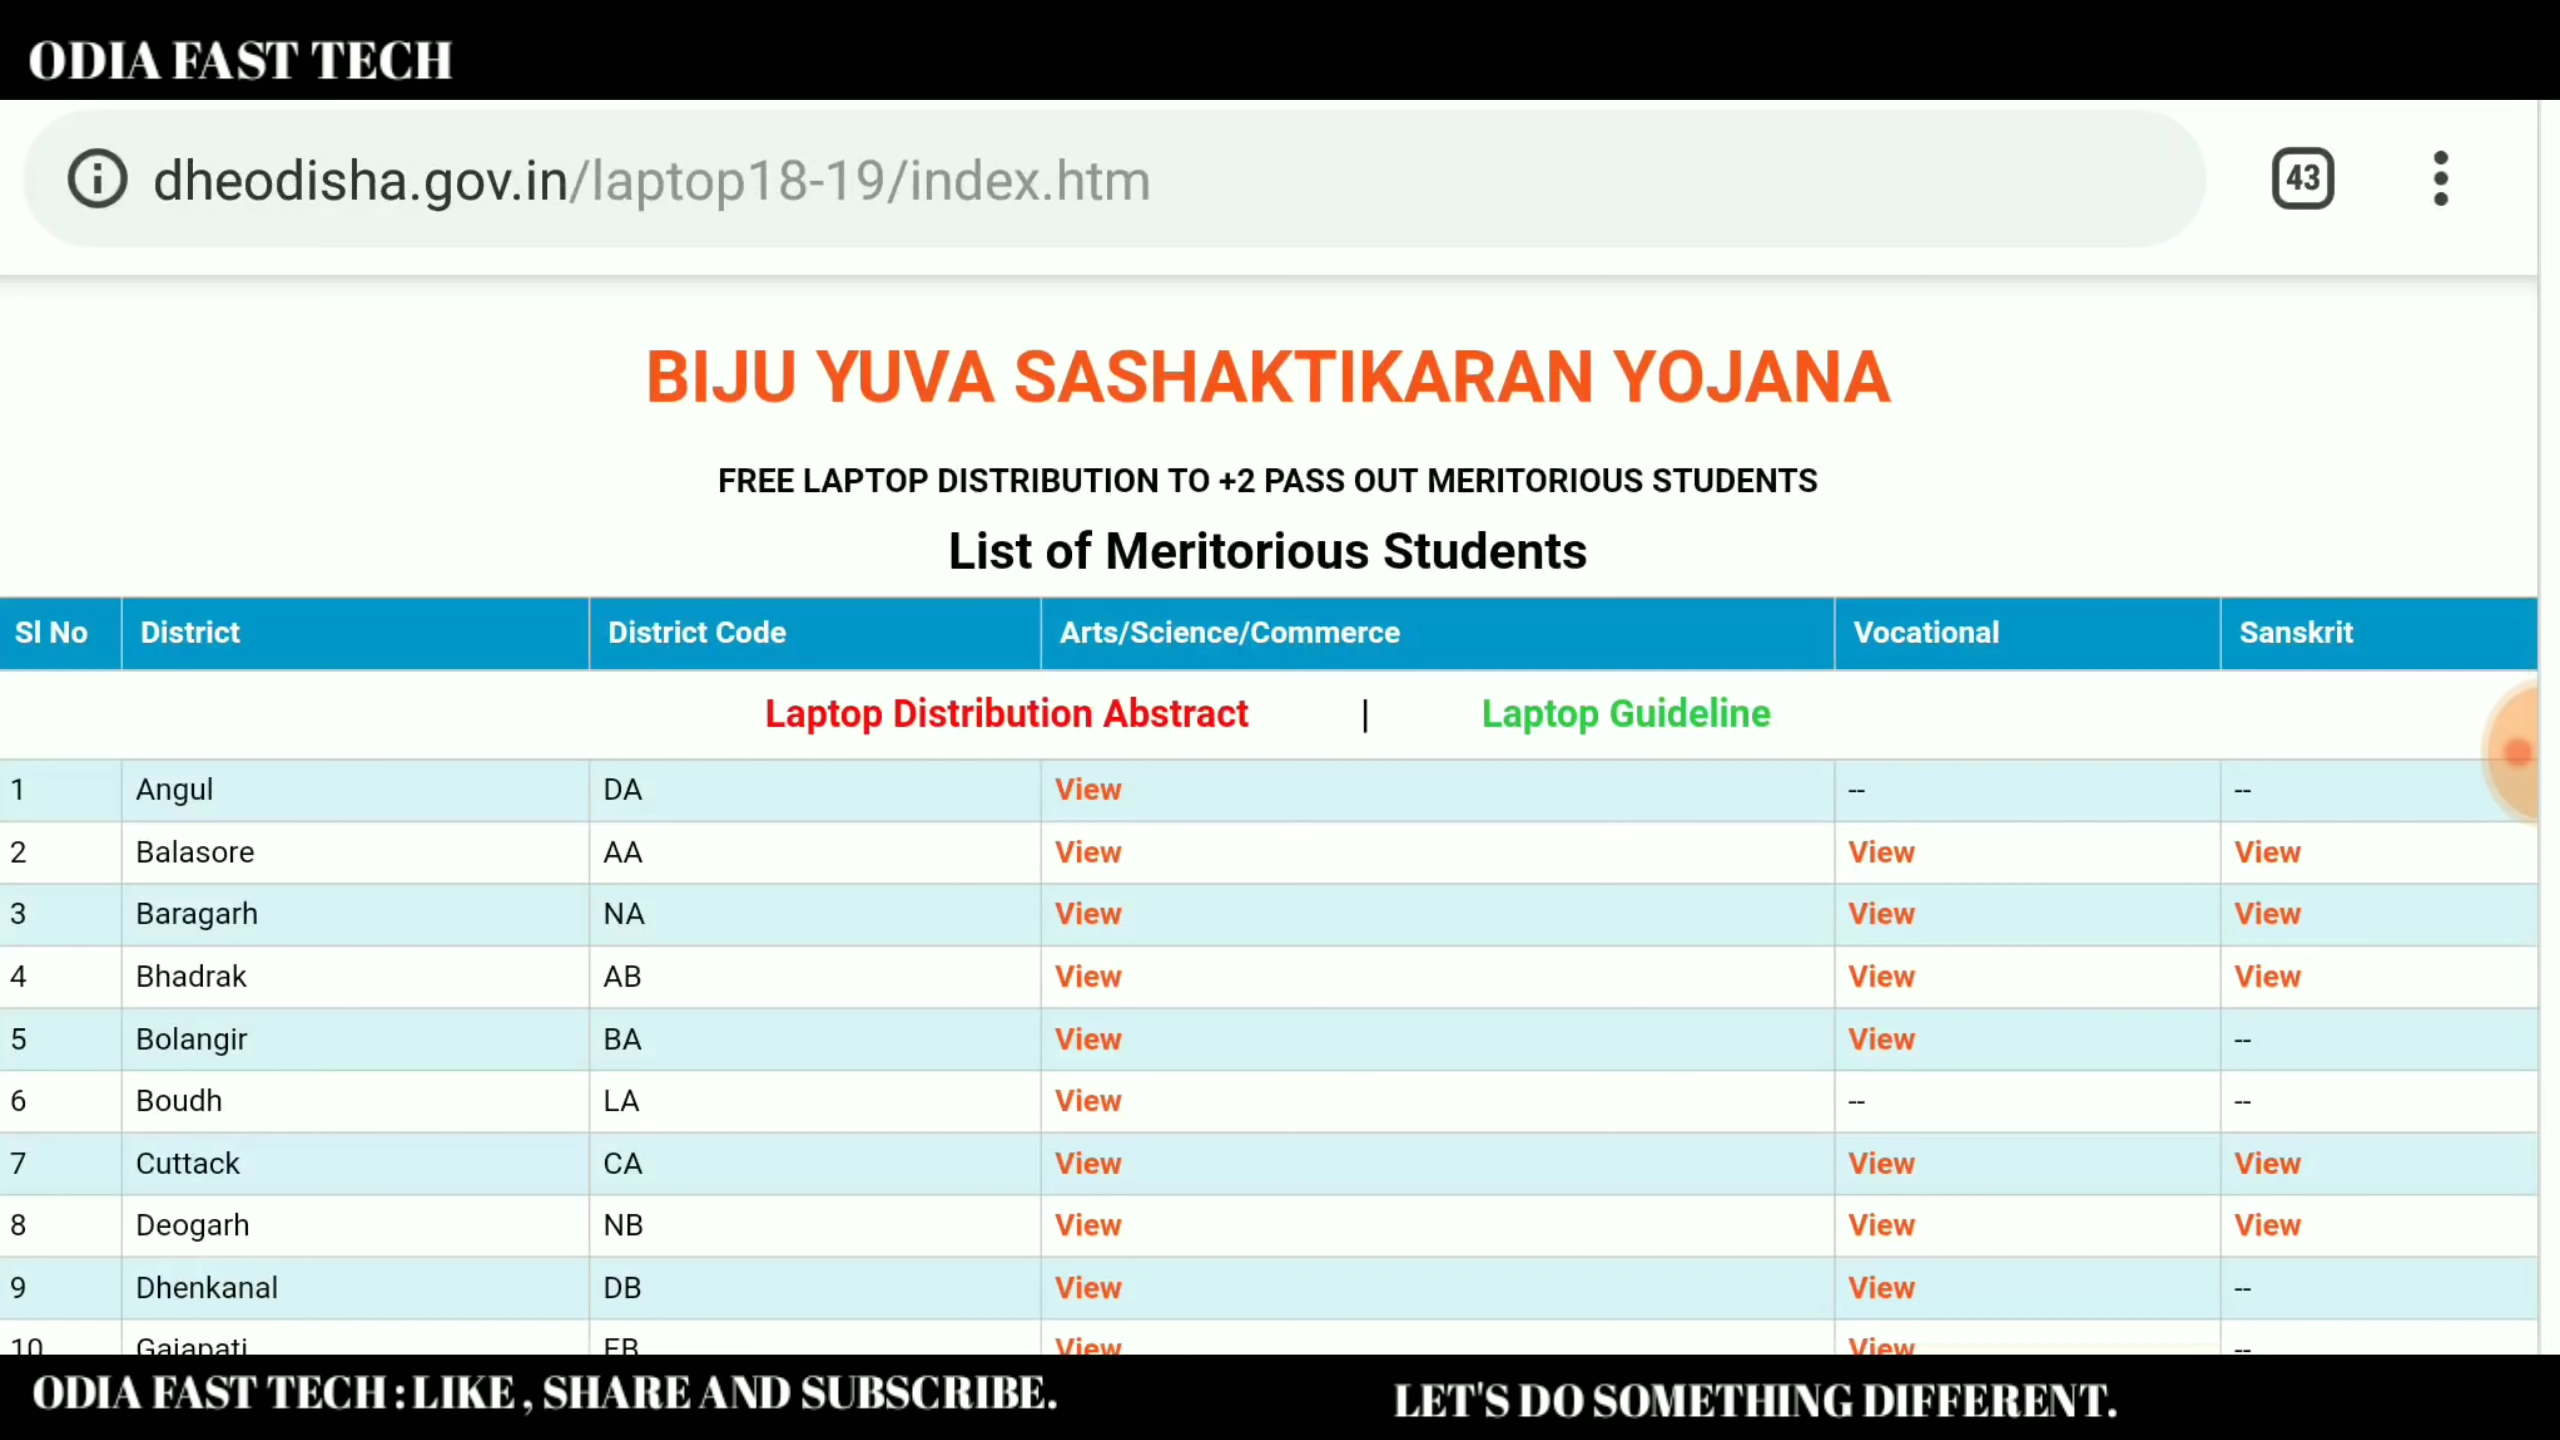 ODIA FAST TECH
dheodisha.gov.in/laptop18-19/index.htm 43
BIJU YUVA SASHAKTIKARAN YOJANA
FREE LAPTOP DISTRIBUTION TO +2 PASS OUT MERITORIOUS STUDENTS
List of Meritorious Students
Sl No District District Code Arts/Science/Commerce Vocational Sanskrit
Laptop Distribution Abstract | Laptop Guideline
1 Angul DA View -- --
2 Balasore AA View View View
3 Baragarh NA View View View
4 Bhadrak AB View View View
5 Bolangir BA View View --
6 Boudh LA View -- --
7 Cuttack CA View View View
8 Deogarh NB View View View
9 Dhenkanal DB View View --
10 Gajapati EB View View --
ODIA FAST TECH : LIKE , SHARE AND SUBSCRIBE. LET'S DO SOMETHING DIFFERENT.